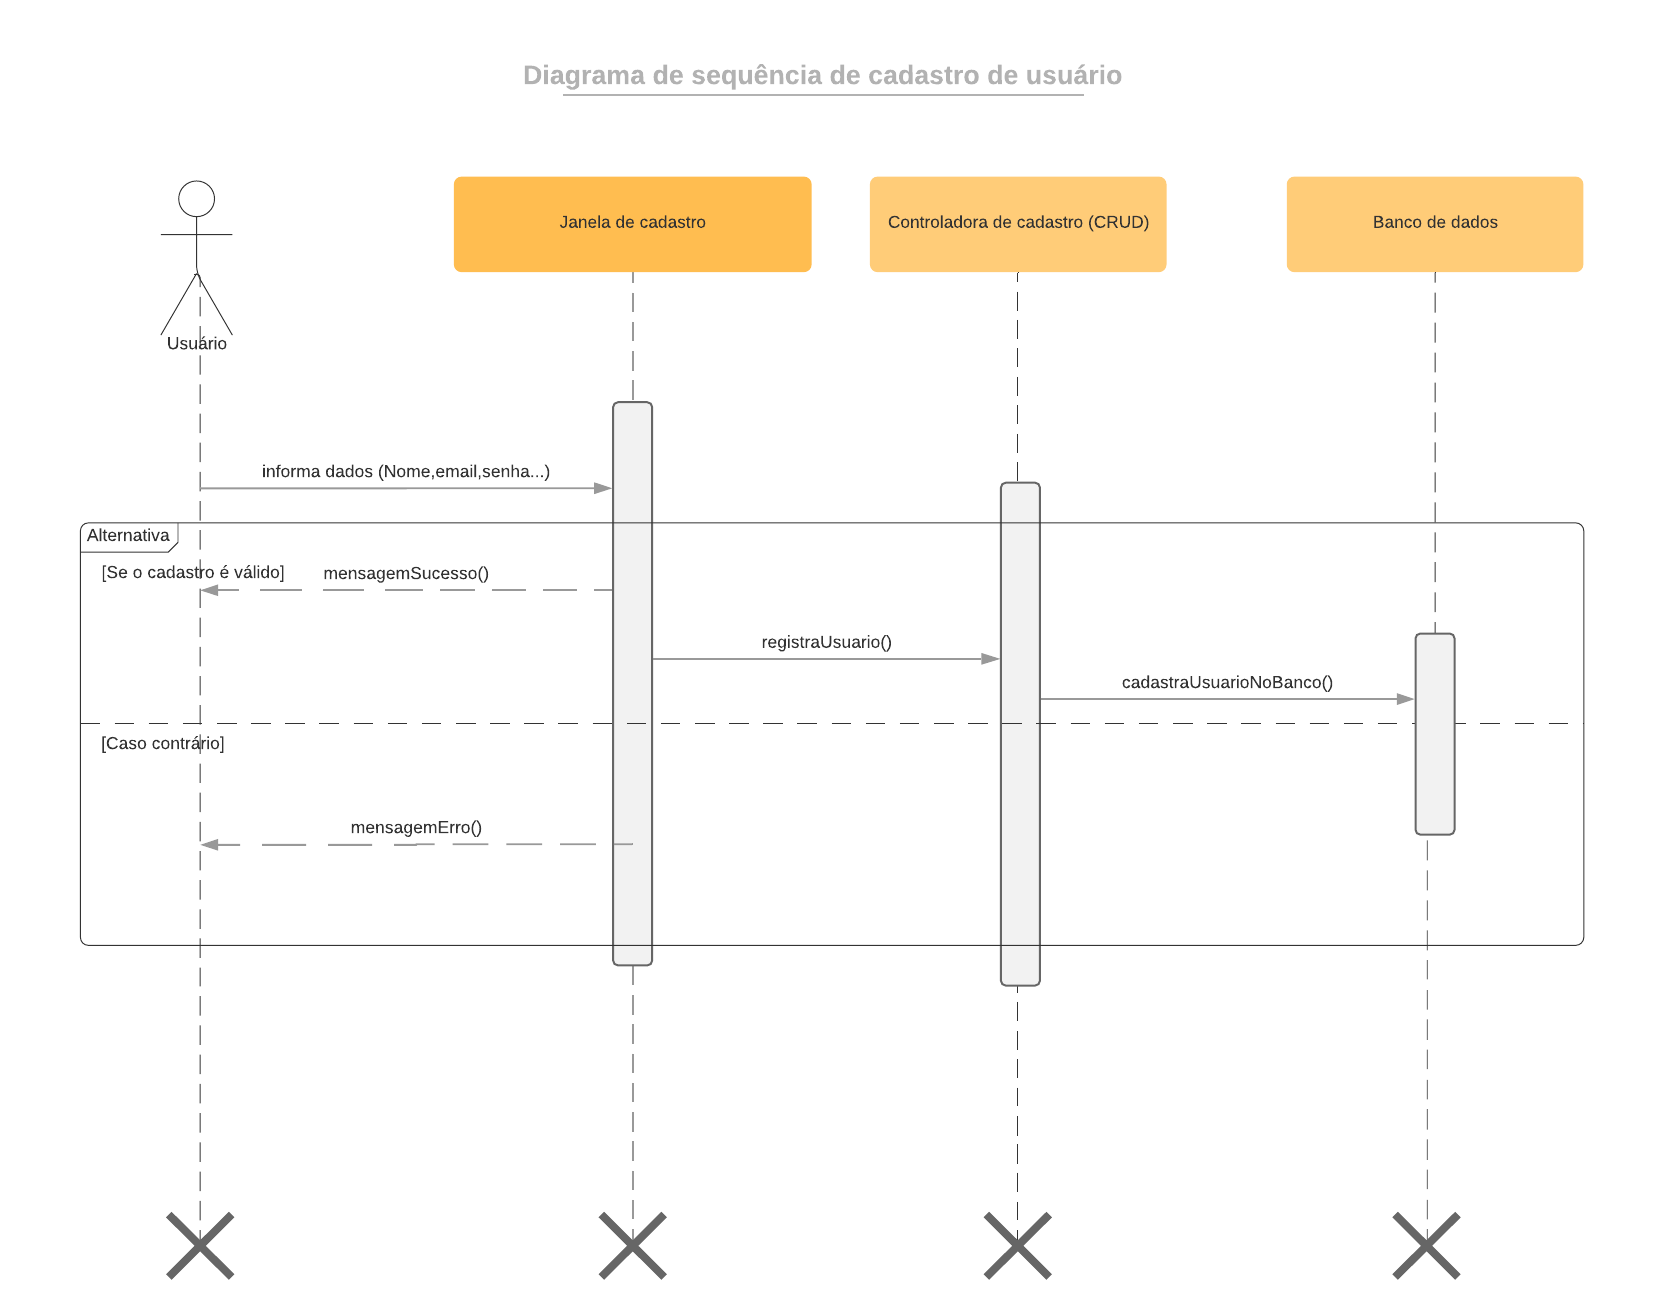 Diagrama de sequência de cadastro de usuário
Janela de cadastro
Controladora de cadastro (CRUD)
Banco de dados
Usuário
informa dados (Nome,email,senha...)
Alternativa
[Se o cadastro é válido]
mensagemSucesso()
registraUsuario()
cadastraUsuarioNoBanco()
[Caso contrário]
mensagemErro()